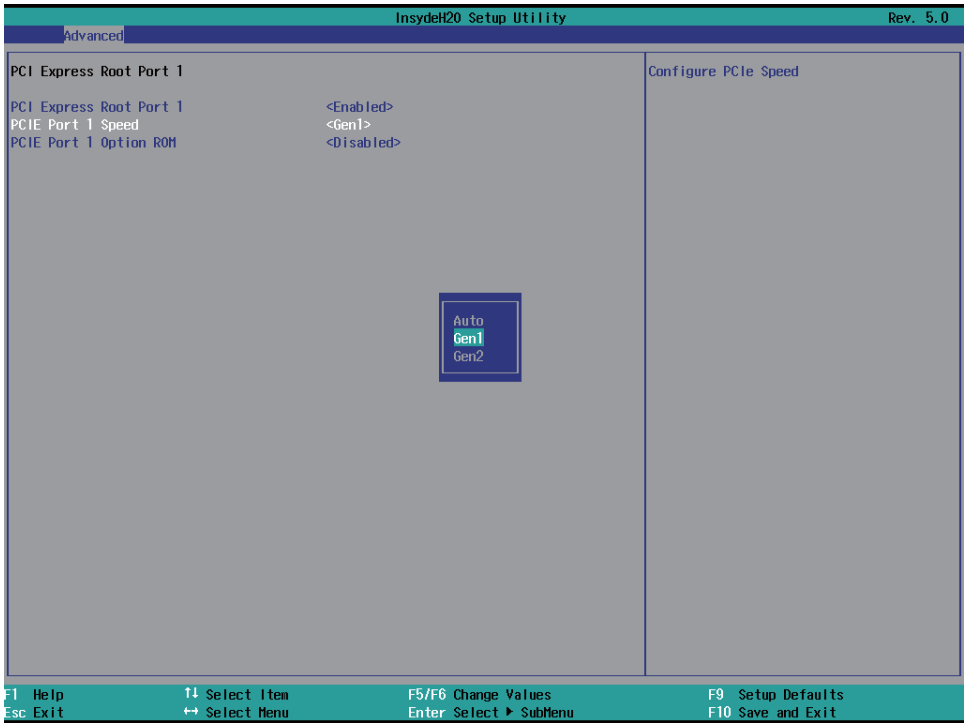 InsydeH2O Setup Utility Rev. 5.0
Advanced
PCI Express Root Port 1 Configure PCIe Speed
PCI Express Root Port 1 <Enabled>
PCIE Port 1 Speed <Gen1>
PCIE Port 1 Option ROM <Disabled>
Auto
Gen1
Gen2
F1 Help ↑↓ Select Item F5/F6 Change Values F9 Setup Defaults
Esc Exit ↔ Select Menu Enter Select ▶ SubMenu F10 Save and Exit